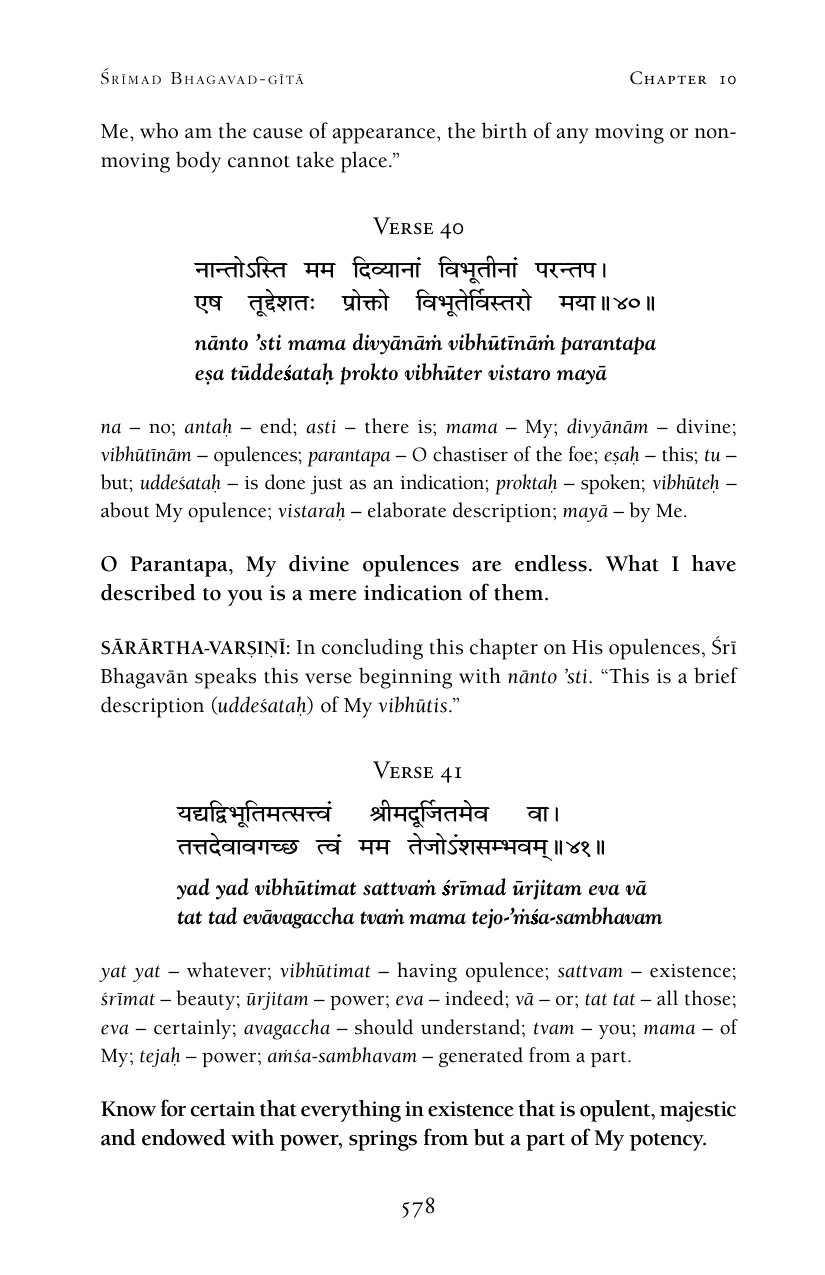 Śrīmad Bhagavad-gītā Chapter 10
Me, who am the cause of appearance, the birth of any moving or non-
moving body cannot take place.”
Verse 40
नान्तोऽस्ति मम दिव्यानां विभूतीनां परन्तप।
एष तूद्देशतः प्रोक्तो विभूतेर्विस्तरो मया॥४०॥
nānto ’sti mama divyānāṁ vibhūtīnāṁ parantapa
eṣa tūddeśataḥ prokto vibhūter vistaro mayā
na – no; antaḥ – end; asti – there is; mama – My; divyānām – divine;
vibhūtīnām – opulences; parantapa – O chastiser of the foe; eṣaḥ – this; tu –
but; uddeśataḥ – is done just as an indication; proktaḥ – spoken; vibhūteḥ –
about My opulence; vistaraḥ – elaborate description; mayā – by Me.
O Parantapa, My divine opulences are endless. What I have
described to you is a mere indication of them.
SĀRĀRTHA-VARṢIṆĪ: In concluding this chapter on His opulences, Śrī
Bhagavān speaks this verse beginning with nānto ’sti. “This is a brief
description (uddeśataḥ) of My vibhūtis.”
Verse 41
यद्यद्विभूतिमत्सत्त्वं श्रीमदूर्जितमेव वा।
तत्तदेवावगच्छ त्वं मम तेजोऽंशसम्भवम्॥४१॥
yad yad vibhūtimat sattvaṁ śrīmad ūrjitam eva vā
tat tad evāvagaccha tvaṁ mama tejo-’ṁśa-sambhavam
yat yat – whatever; vibhūtimat – having opulence; sattvam – existence;
śrīmat – beauty; ūrjitam – power; eva – indeed; vā – or; tat tat – all those;
eva – certainly; avagaccha – should understand; tvam – you; mama – of
My; tejaḥ – power; aṁśa-sambhavam – generated from a part.
Know for certain that everything in existence that is opulent, majestic
and endowed with power, springs from but a part of My potency.
578